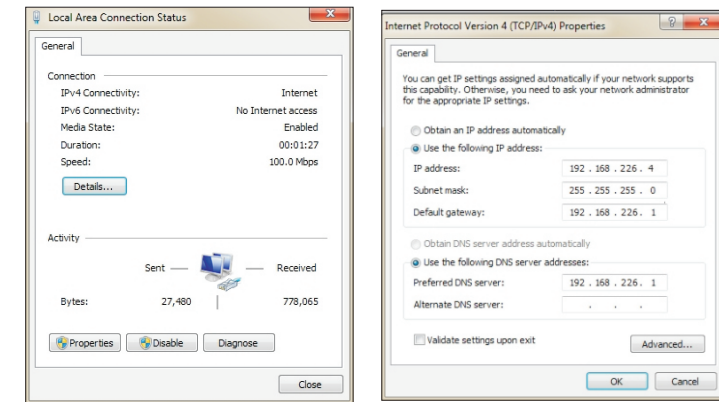 Local Area Connection Status
General
Connection
IPv4 Connectivity: Internet
IPv6 Connectivity: No Internet access
Media State: Enabled
Duration: 00:01:27
Speed: 100.0 Mbps
Details...
Activity
Sent Received
Bytes: 27,480 778,065
Properties Disable Diagnose
Close
Internet Protocol Version 4 (TCP/IPv4) Properties
General
You can get IP settings assigned automatically if your network supports
this capability. Otherwise, you need to ask your network administrator
for the appropriate IP settings.
Obtain an IP address automatically
Use the following IP address:
IP address: 192 . 168 . 226 . 4
Subnet mask: 255 . 255 . 255 . 0
Default gateway: 192 . 168 . 226 . 1
Obtain DNS server address automatically
Use the following DNS server addresses:
Preferred DNS server: 192 . 168 . 226 . 1
Alternate DNS server: . . .
Validate settings upon exit
Advanced...
OK Cancel